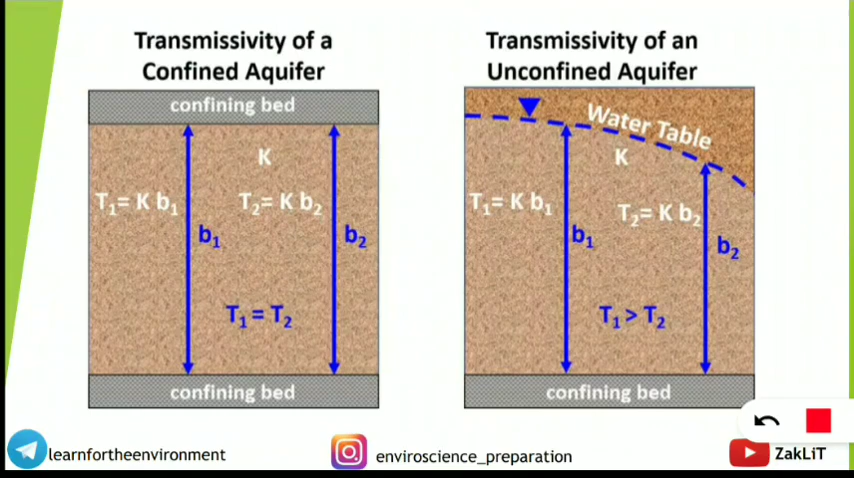 Transmissivity of a
Confined Aquifer
confining bed
K
T₁= K b₁
T₂= K b₂
b₁
b₂
T₁ = T₂
confining bed
Transmissivity of an
Unconfined Aquifer
Water Table
K
T₁= K b₁
T₂= K b₂
b₁
b₂
T₁ > T₂
confining bed
learnfortheenvironment
enviroscience_preparation
ZakLiT